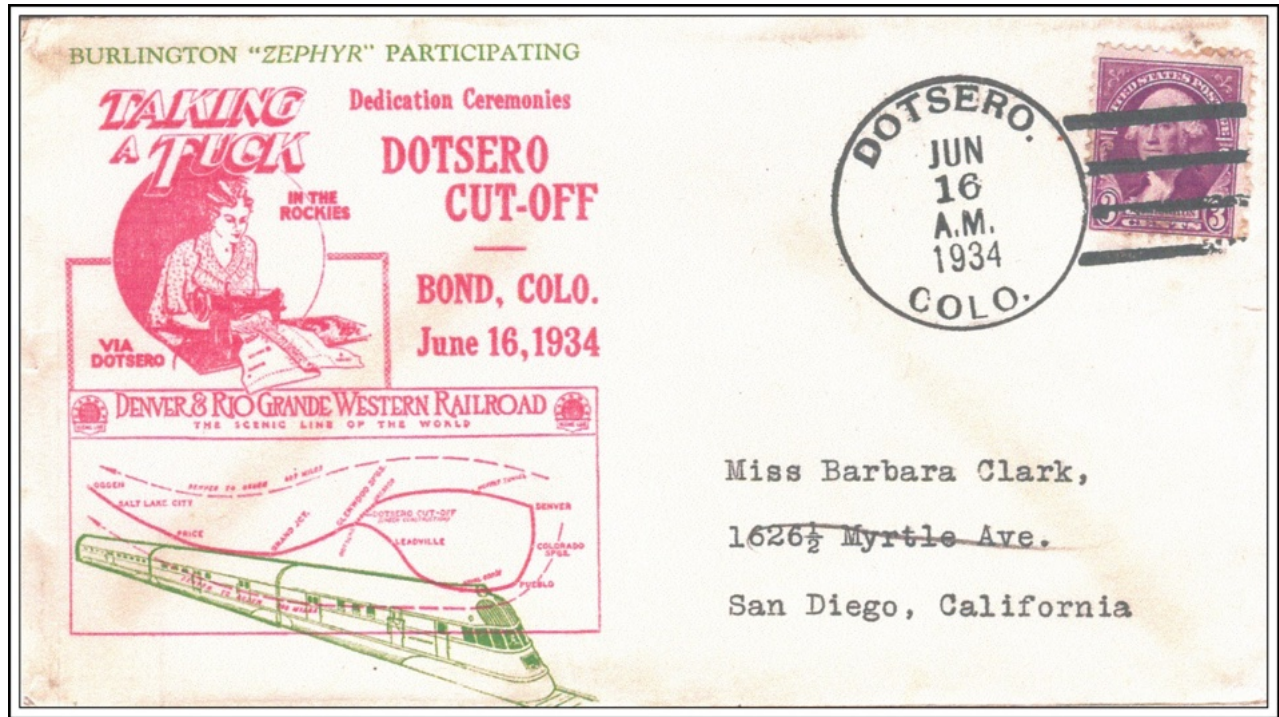 BURLINGTON "ZEPHYR" PARTICIPATING
TAKING
A TUCK
IN THE
ROCKIES
VIA
DOTSERO
Dedication Ceremonies
DOTSERO
CUT-OFF
BOND, COLO.
June 16, 1934
DENVER & RIO GRANDE WESTERN RAILROAD
THE SCENIC LINE OF THE WORLD
OGDEN
SALT LAKE CITY
PRICE
GRAND JCT.
GLENWOOD SPGS.
DOTSERO CUT-OFF
LEADVILLE
DENVER
COLORADO
SPGS.
PUEBLO
DOTSERO.
JUN
16
A.M.
1934
COLO.
UNITED STATES POSTAGE
3 3
CENTS
Miss Barbara Clark,
1626½ Myrtle Ave.
San Diego, California